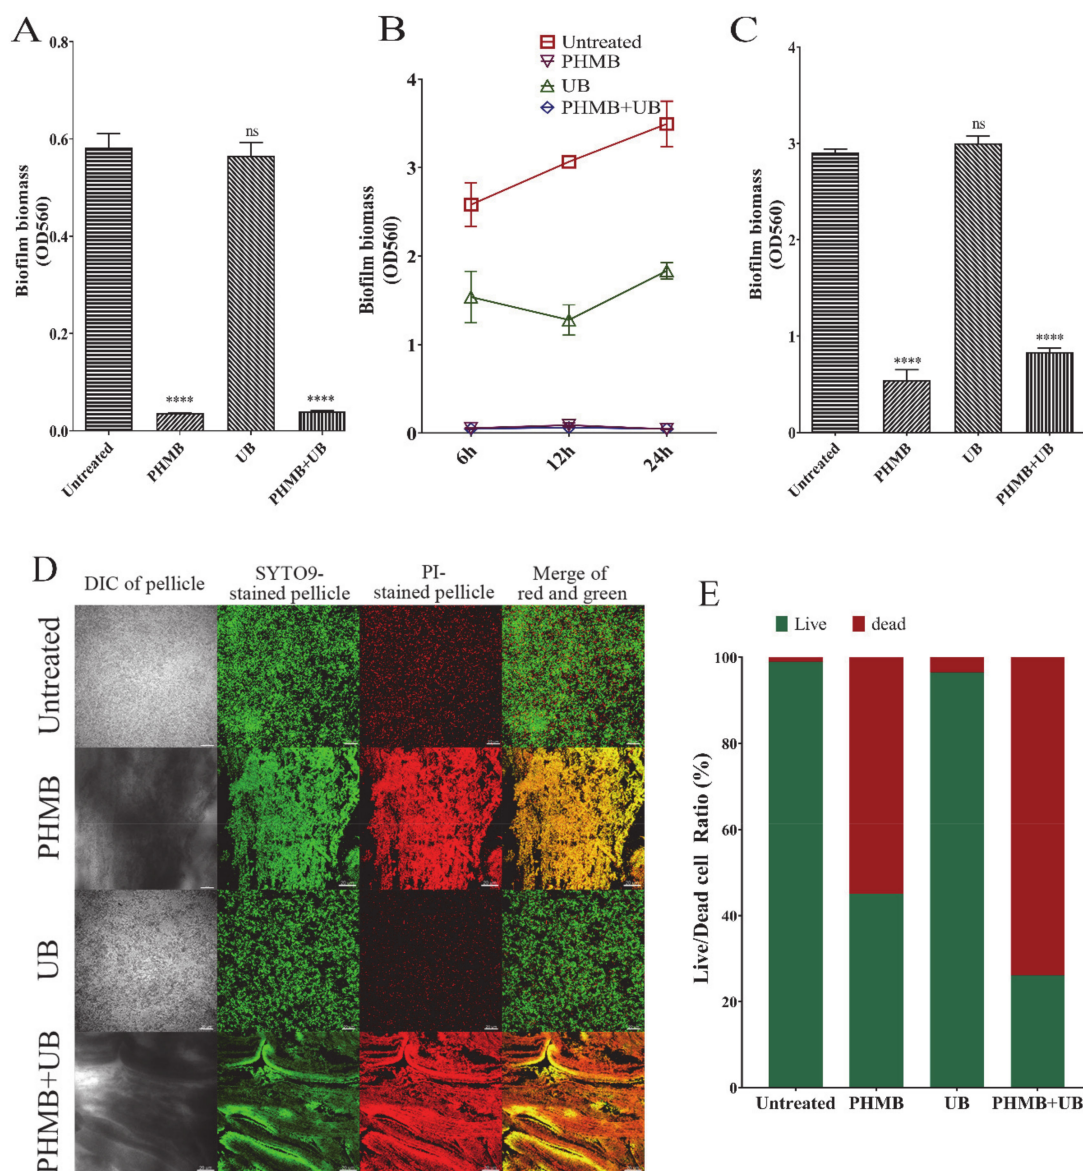 A
Biofilm biomass
(OD560)
0.8
0.6
0.4
0.2
0.0
ns
****
****
Untreated
PHMB
UB
PHMB+UB
B
Untreated
PHMB
UB
PHMB+UB
Biofilm biomass
(OD560)
4
3
2
1
0
6h
12h
24h
C
Biofilm biomass
(OD560)
4
3
2
1
0
ns
****
****
Untreated
PHMB
UB
PHMB+UB
D
DIC of pellicle
SYTO9-
stained pellicle
PI-
stained pellicle
Merge of
red and green
Untreated
PHMB
UB
PHMB+UB
E
Live
dead
Live/Dead cell Ratio (%)
100
80
60
40
20
0
Untreated
PHMB
UB
PHMB+UB